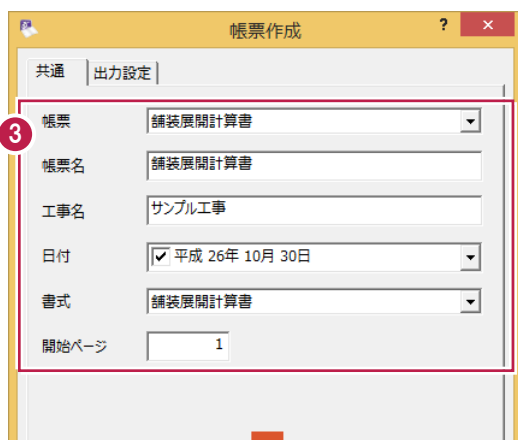 帳票作成
? ×
共通 出力設定
3
帳票 舗装展開計算書
帳票名 舗装展開計算書
工事名 サンプル工事
日付 平成 26年 10月 30日
書式 舗装展開計算書
開始ページ 1